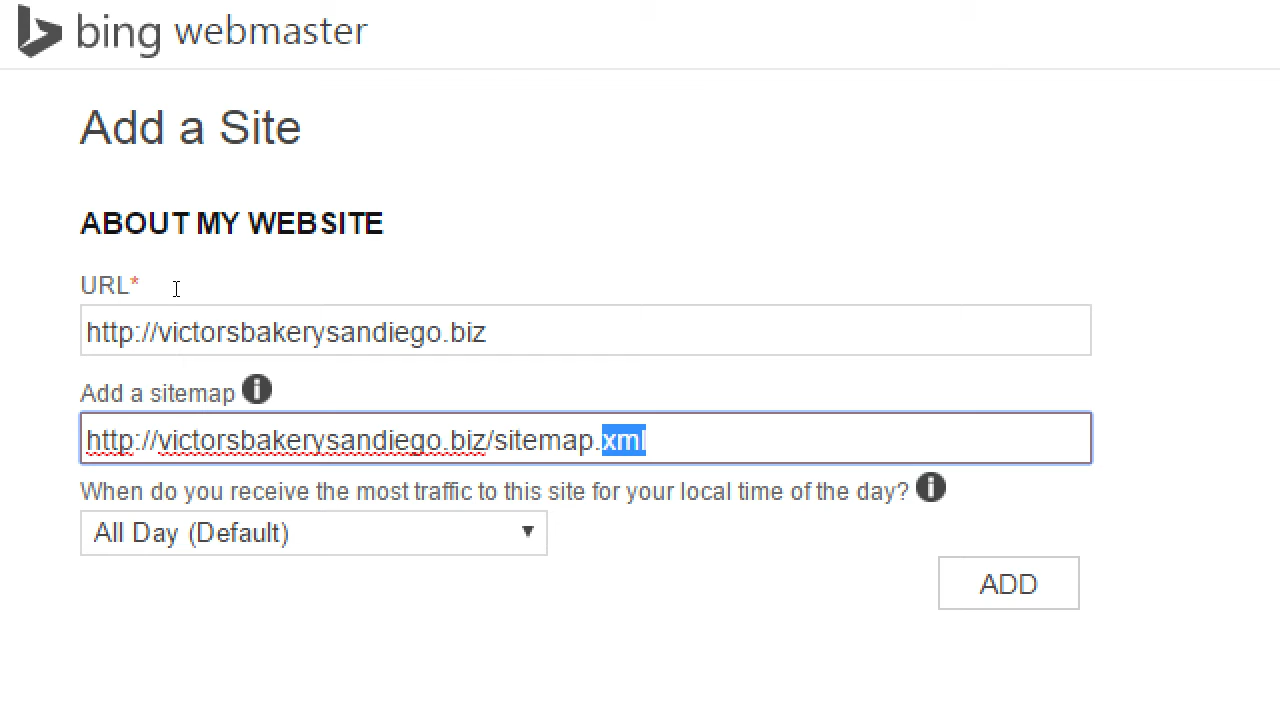 bing webmaster
Add a Site
ABOUT MY WEBSITE
URL*
http://victorsbakerysandiego.biz
Add a sitemap
http://victorsbakerysandiego.biz/sitemap.xml
When do you receive the most traffic to this site for your local time of the day?
All Day (Default)
ADD